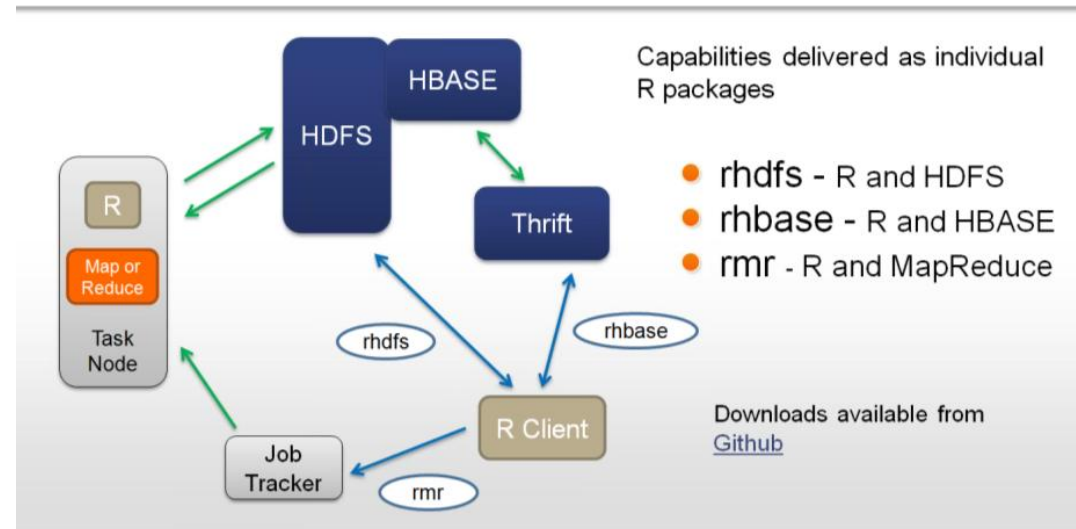 HBASE
HDFS
Capabilities delivered as individual
R packages
R
Map or
Reduce
Task
Node
Thrift
rhdfs - R and HDFS
rhbase - R and HBASE
rmr - R and MapReduce
rhdfs
rhbase
R Client
Job
Tracker
rmr
Downloads available from
Github